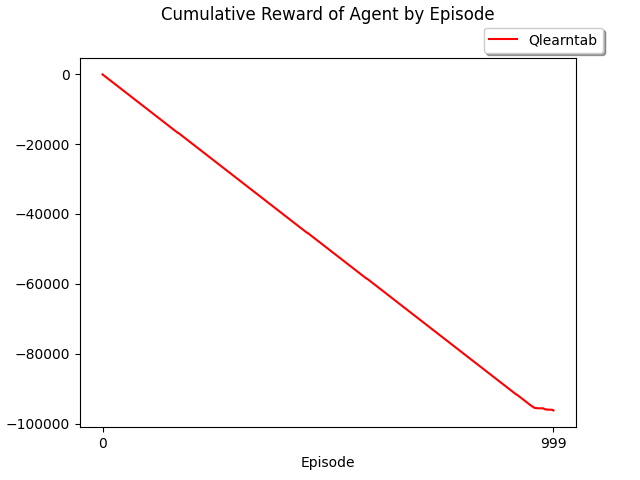 Cumulative Reward of Agent by Episode
Qlearntab
0
−20000
−40000
−60000
−80000
−100000
0
999
Episode